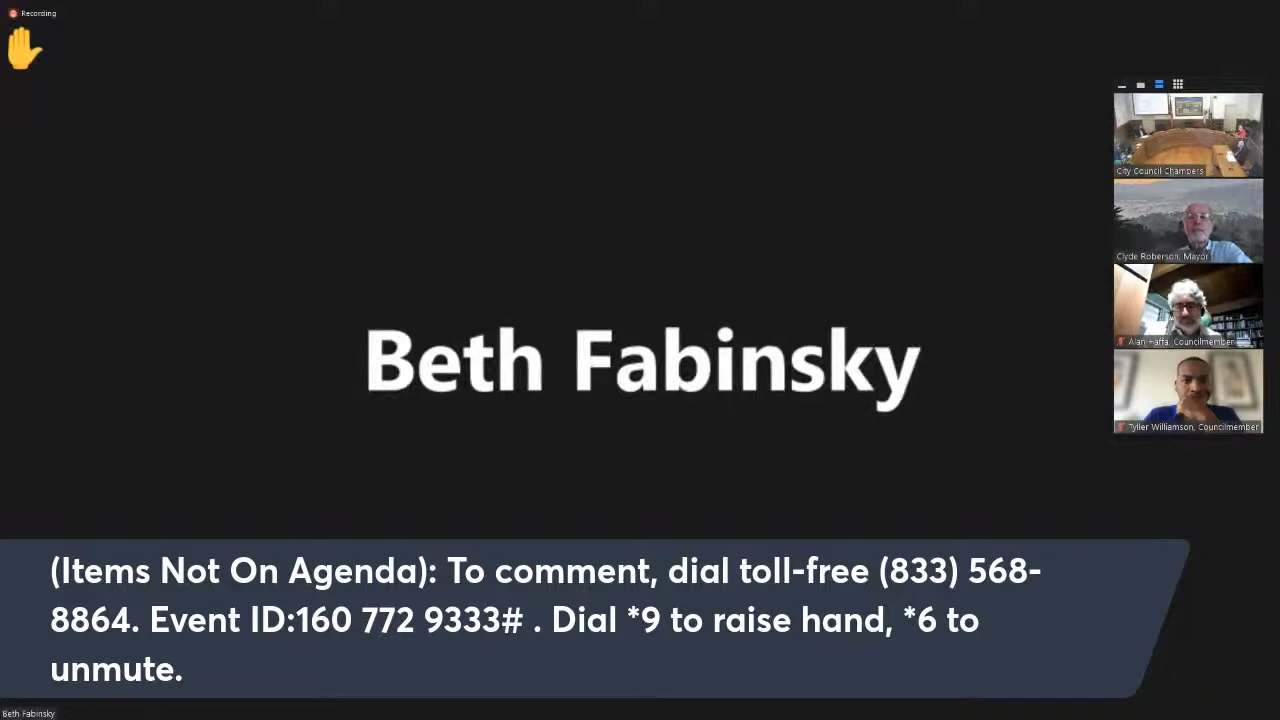 Recording
City Council Chambers
Clyde Roberson, Mayor
Alan Haffa, Councilmember
Tyller Williamson, Councilmember
Beth Fabinsky
(Items Not On Agenda): To comment, dial toll-free (833) 568-
8864. Event ID:160 772 9333# . Dial *9 to raise hand, *6 to
unmute.
Beth Fabinsky